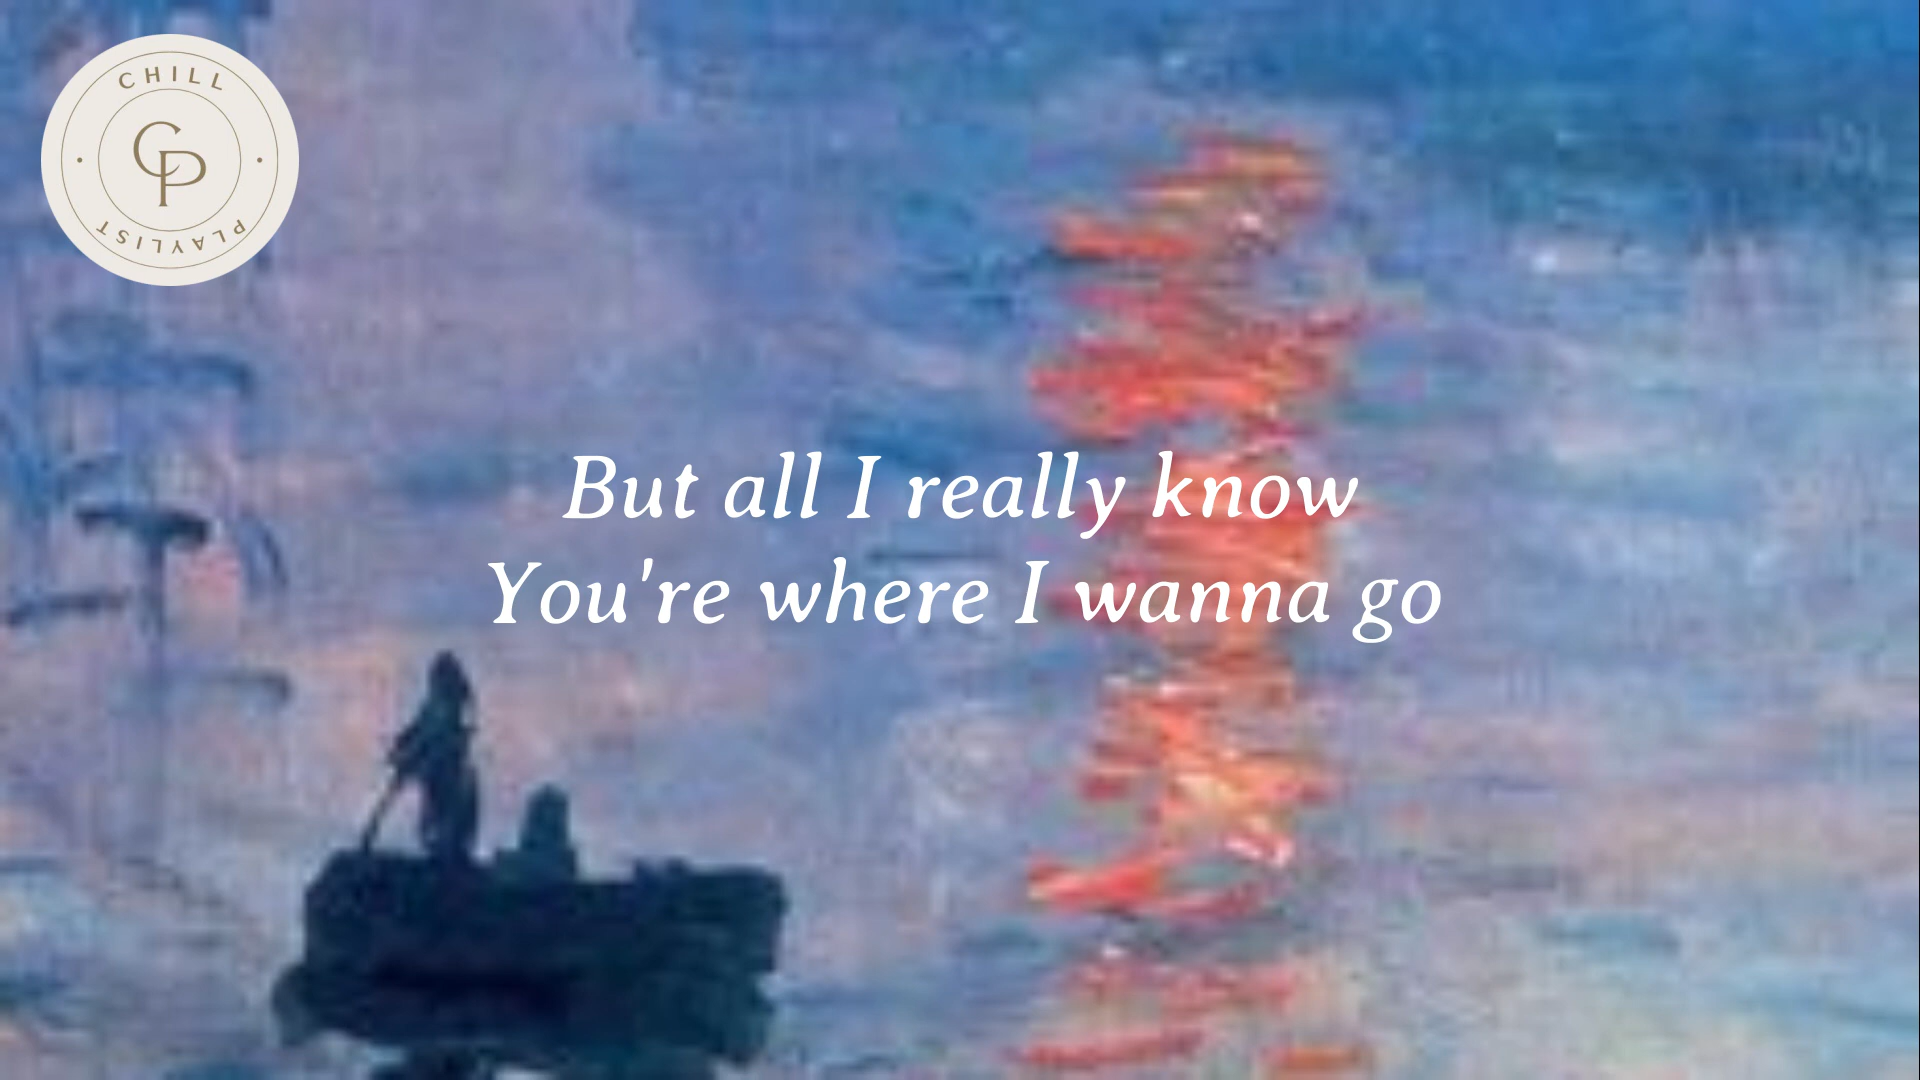 CHILL
CP
PLAYLIST
But all I really know
You're where I wanna go